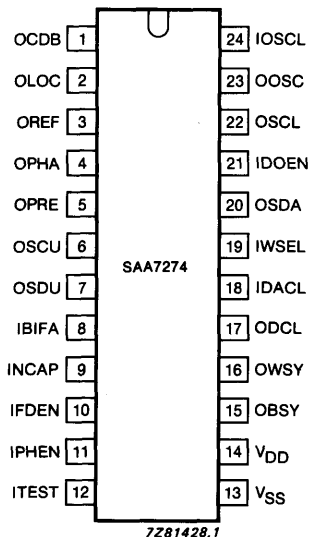 OCDB 1 24 IOSCL
OLOC 2 23 OOSC
OREF 3 22 OSCL
OPHA 4 21 IDOEN
OPRE 5 20 OSDA
OSCU 6 19 IWSEL
SAA7274
OSDU 7 18 IDACL
IBIFA 8 17 ODCL
INCAP 9 16 OWSY
IFDEN 10 15 OBSY
IPHEN 11 14 VDD
ITEST 12 13 VSS
7Z81428.1